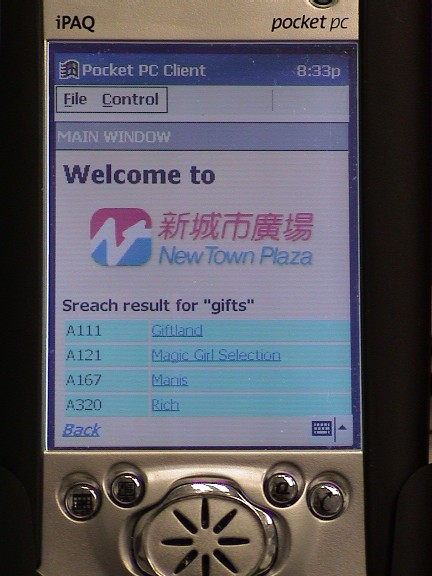 iPAQ pocket pc
Pocket PC Client 8:33p
File Control
MAIN WINDOW
Welcome to
新城市廣場
New Town Plaza
Sreach result for "gifts"
A111 Giftland
A121 Magic Girl Selection
A167 Manis
A320 Rich
Back